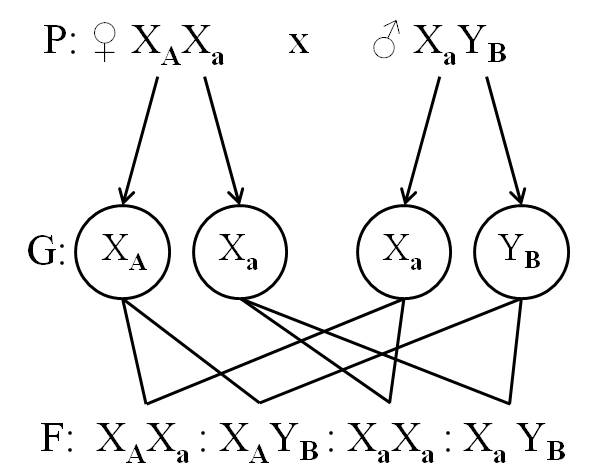 P: ♀ XAXa x ♂ XaYB
G: XA Xa Xa YB
F: XAXa : XAYB : XaXa : Xa YB